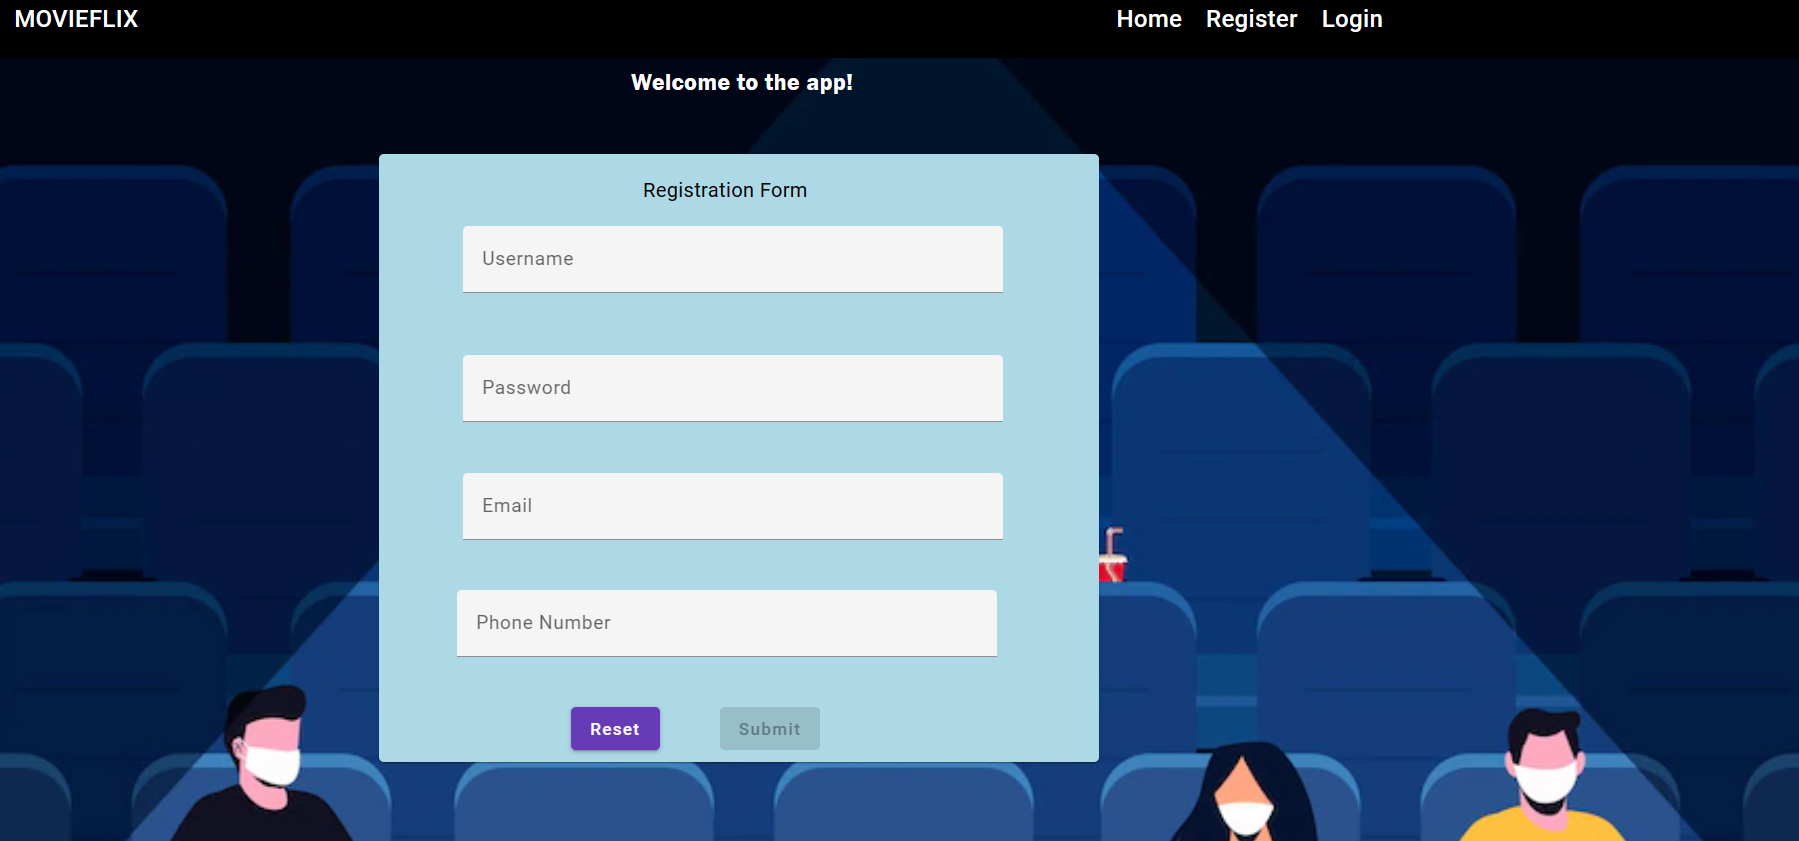 MOVIEFLIX
Home Register Login
Welcome to the app!
Registration Form
Username
Password
Email
Phone Number
Reset Submit